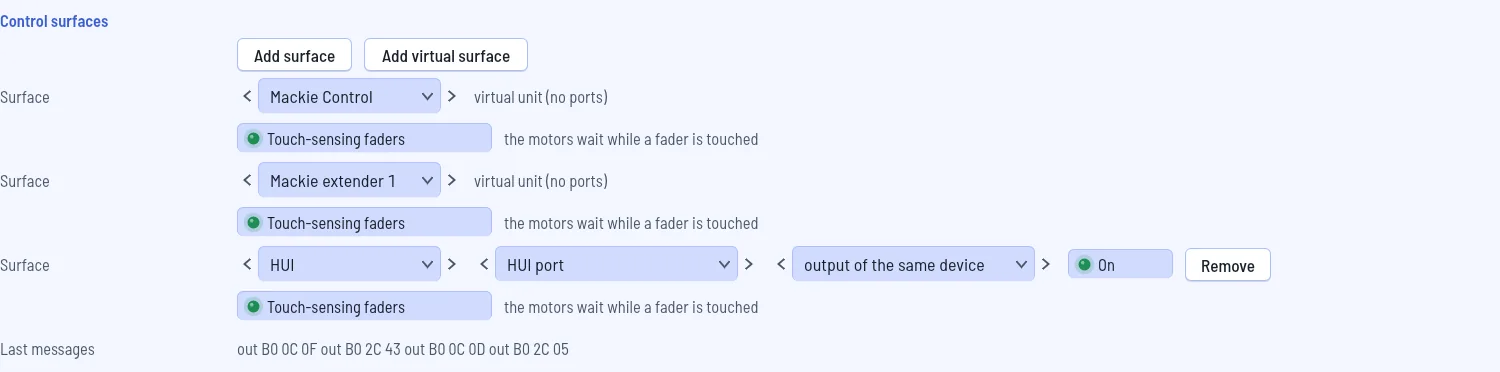 Control surfaces
Add surface Add virtual surface
Surface < Mackie Control > virtual unit (no ports)
Touch-sensing faders the motors wait while a fader is touched
Surface < Mackie extender 1 > virtual unit (no ports)
Touch-sensing faders the motors wait while a fader is touched
Surface < HUI > < HUI port > < output of the same device > On Remove
Touch-sensing faders the motors wait while a fader is touched
Last messages out B0 0C 0F out B0 2C 43 out B0 0C 0D out B0 2C 05